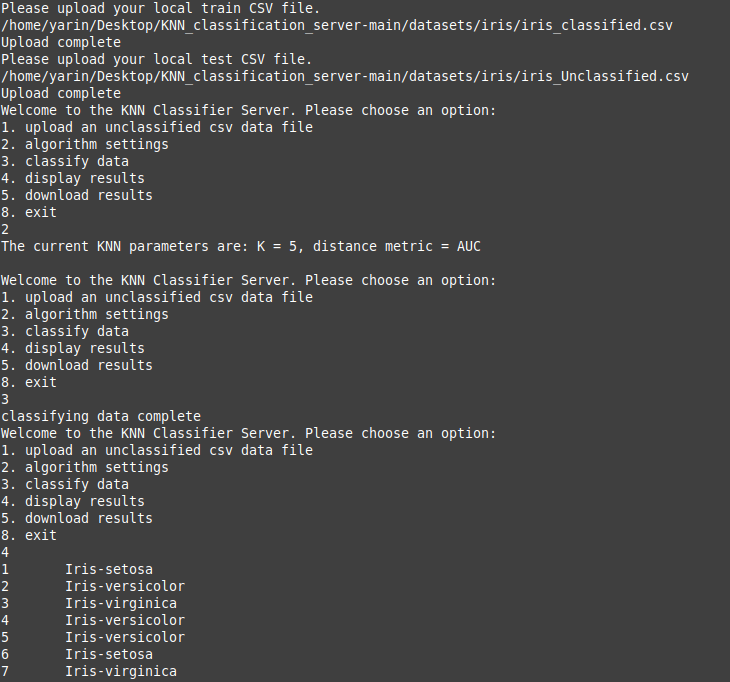 Please upload your local train CSV file.
/home/yarin/Desktop/KNN_classification_server-main/datasets/iris/iris_classified.csv
Upload complete
Please upload your local test CSV file.
/home/yarin/Desktop/KNN_classification_server-main/datasets/iris/iris_Unclassified.csv
Upload complete
Welcome to the KNN Classifier Server. Please choose an option:
1. upload an unclassified csv data file
2. algorithm settings
3. classify data
4. display results
5. download results
8. exit
2
The current KNN parameters are: K = 5, distance metric = AUC

Welcome to the KNN Classifier Server. Please choose an option:
1. upload an unclassified csv data file
2. algorithm settings
3. classify data
4. display results
5. download results
8. exit
3
classifying data complete
Welcome to the KNN Classifier Server. Please choose an option:
1. upload an unclassified csv data file
2. algorithm settings
3. classify data
4. display results
5. download results
8. exit
4
1       Iris-setosa
2       Iris-versicolor
3       Iris-virginica
4       Iris-versicolor
5       Iris-versicolor
6       Iris-setosa
7       Iris-virginica